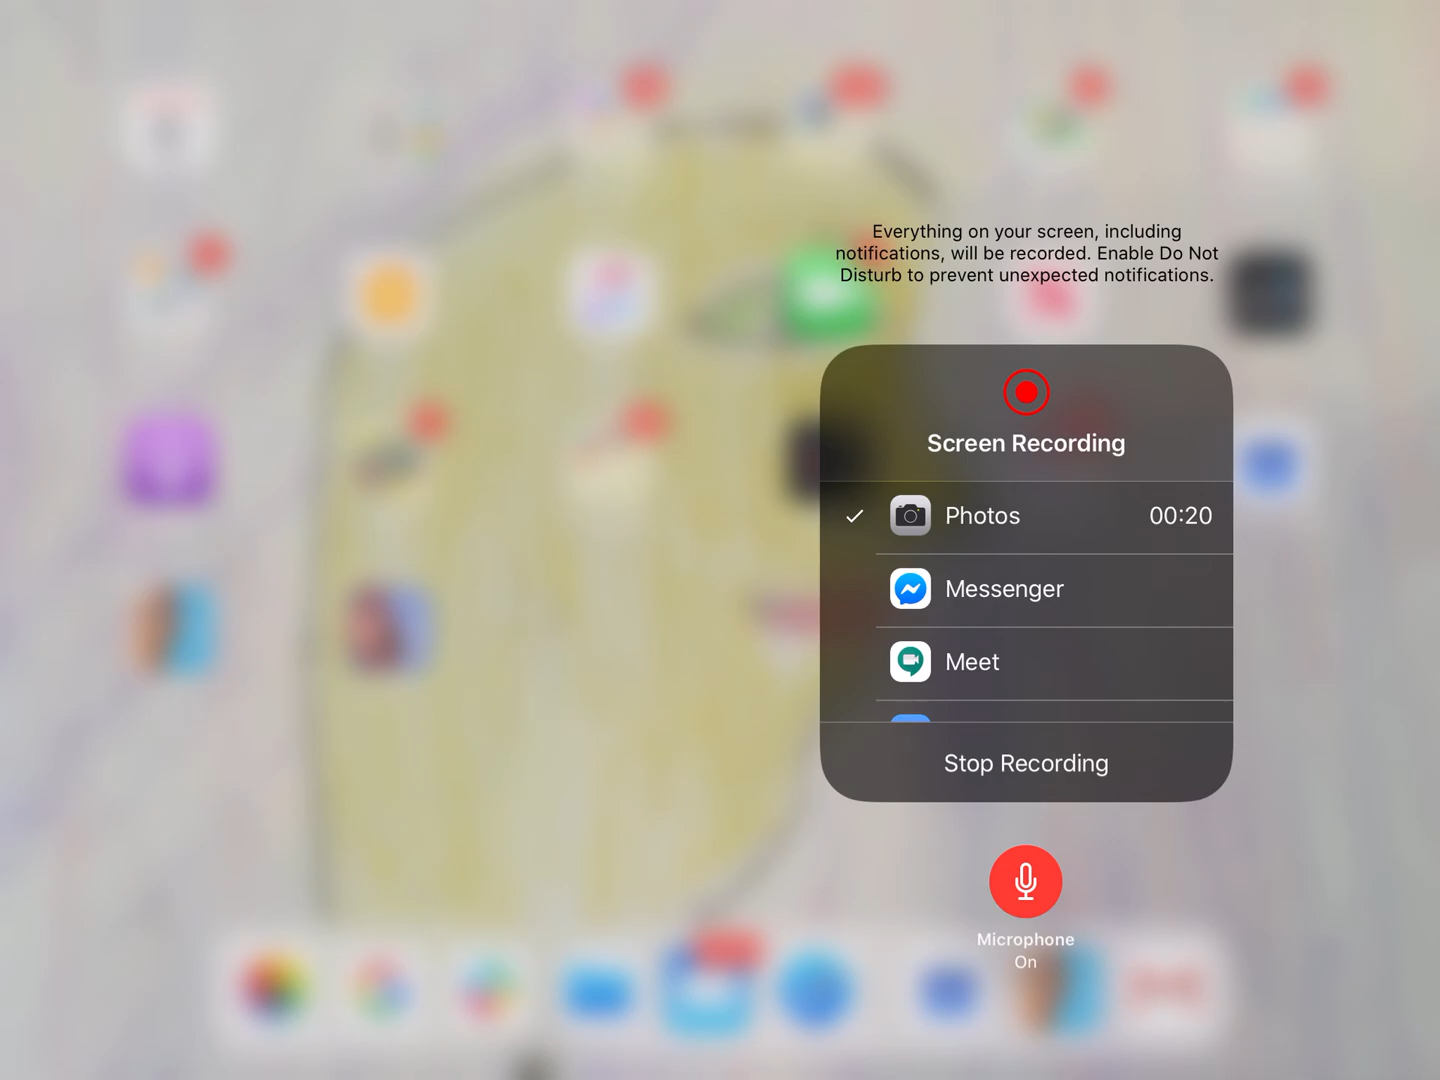 Everything on your screen, including
notifications, will be recorded. Enable Do Not
Disturb to prevent unexpected notifications.
Screen Recording
Photos 00:20
Messenger
Meet
Stop Recording
Microphone
On